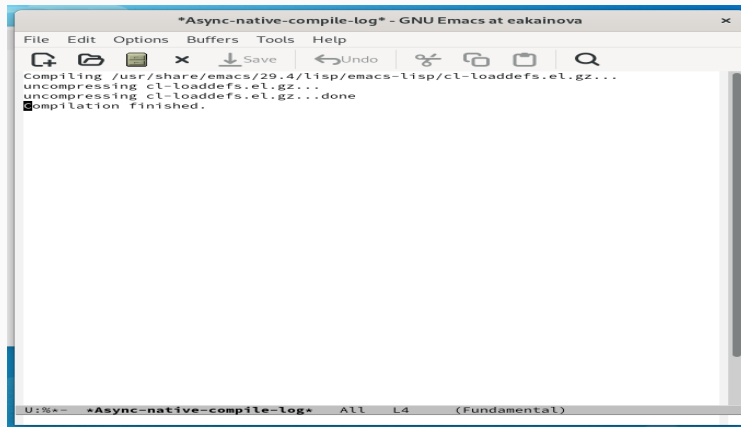 *Async-native-compile-log* - GNU Emacs at eakainova
File Edit Options Buffers Tools Help
Save Undo
Compiling /usr/share/emacs/29.4/lisp/emacs-lisp/cl-loaddefs.el.gz...
uncompressing cl-loaddefs.el.gz...
uncompressing cl-loaddefs.el.gz...done
Compilation finished.
U:%*- *Async-native-compile-log* All L4 (Fundamental)